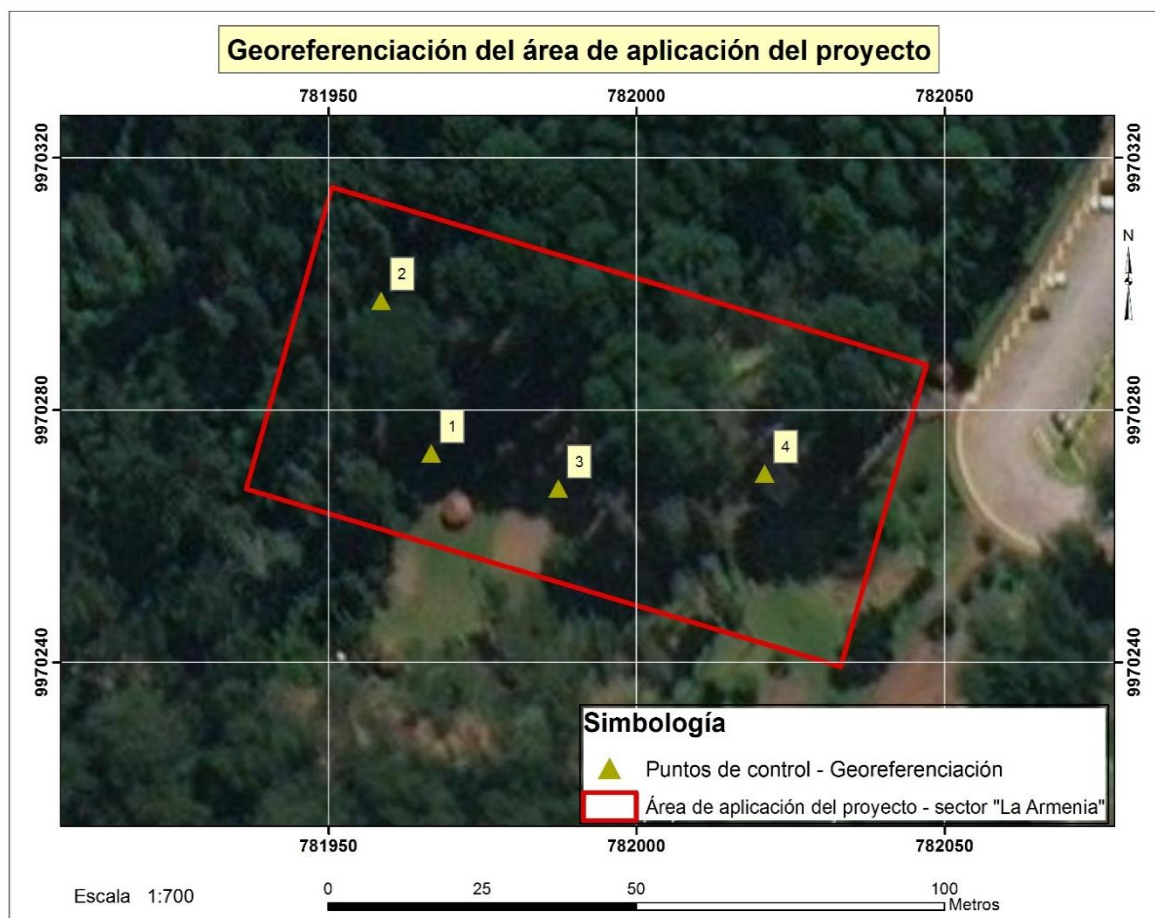 Georeferenciación del área de aplicación del proyecto
781950 782000 782050
9970320 9970320
N
2
9970280 9970280
1
4
3
9970240 9970240
Simbología
Puntos de control - Georeferenciación
Área de aplicación del proyecto - sector "La Armenia"
781950 782000 782050
Escala 1:700
0 25 50 100
Metros